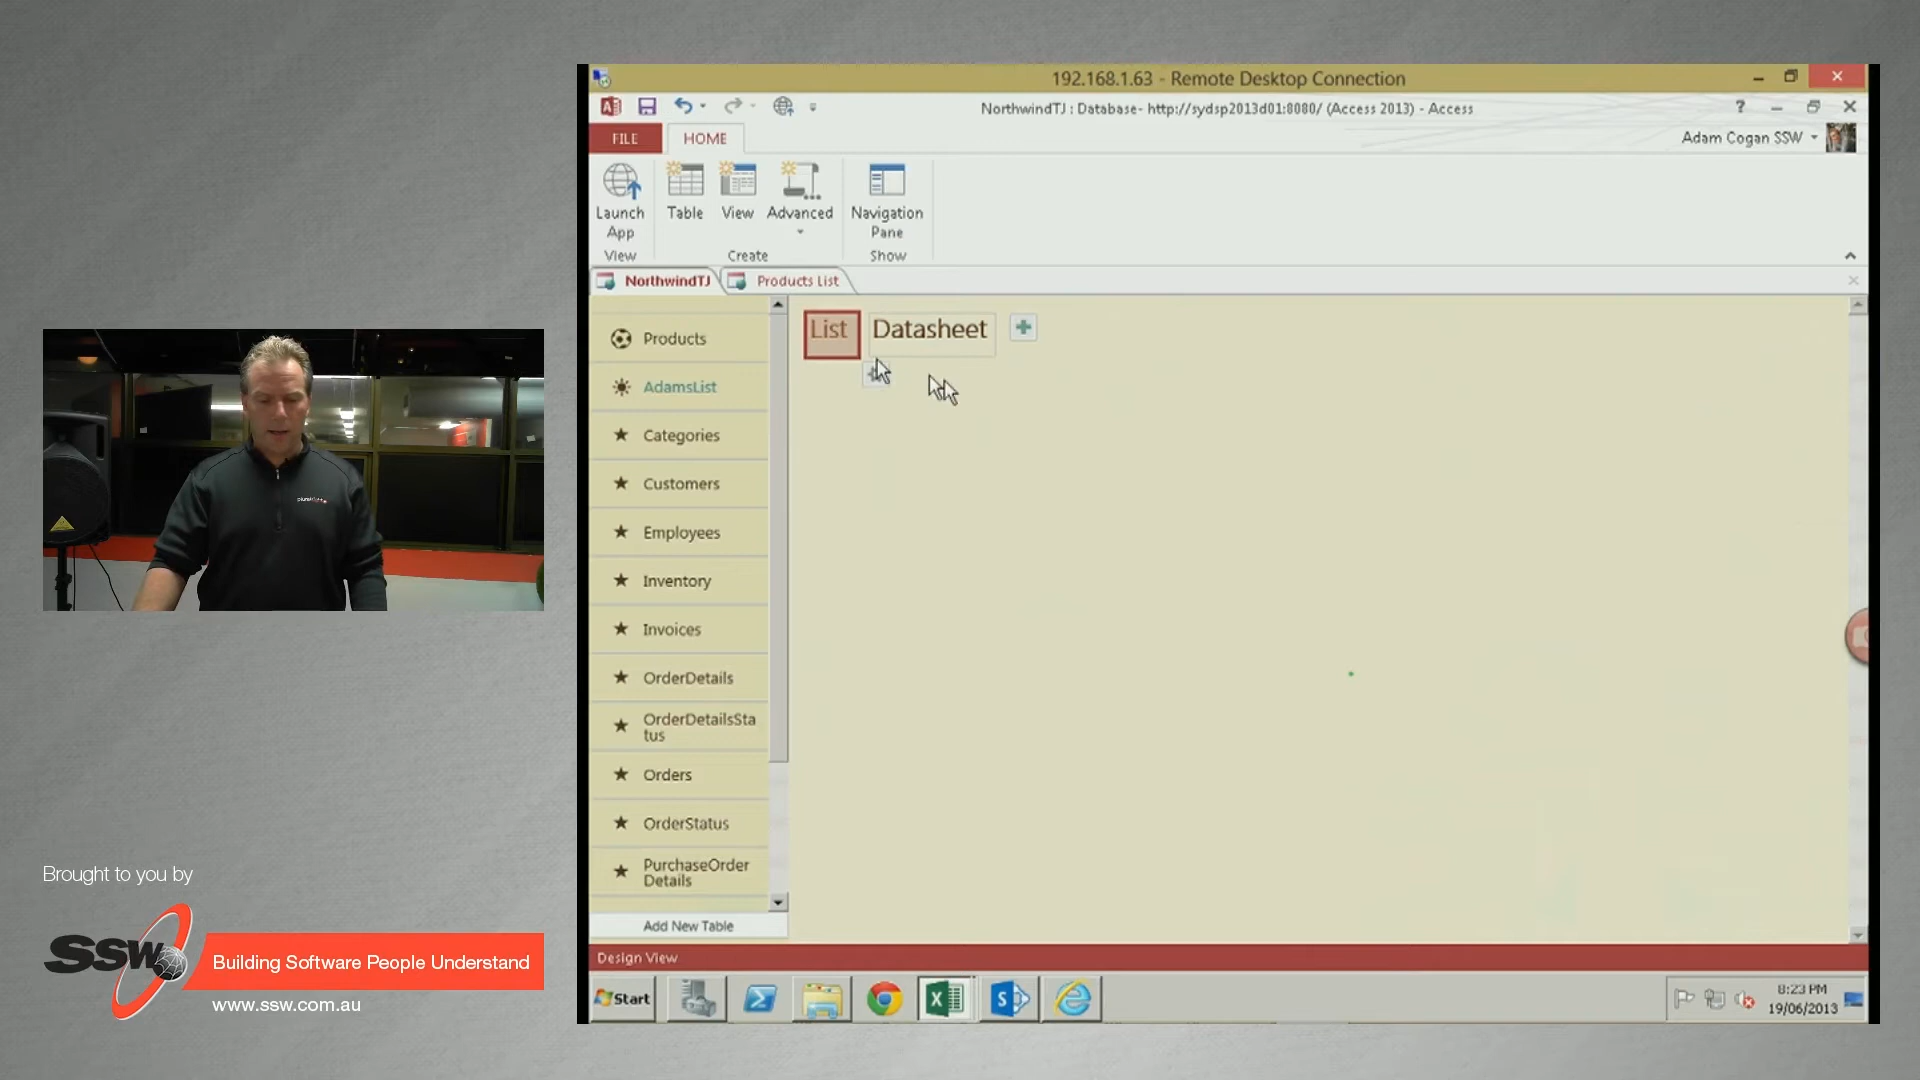 192.168.1.63 - Remote Desktop Connection
NorthwindTJ : Database- http://sydsp2013d01:8080/ (Access 2013) - Access
FILE
HOME
Adam Cogan SSW
Launch App
Table
View
Advanced
Navigation Pane
View
Create
Show
NorthwindTJ
Products List
List
Datasheet
Products
AdamsList
Categories
Customers
Employees
Inventory
Invoices
OrderDetails
OrderDetailsSta
tus
Orders
OrderStatus
PurchaseOrder
Details
Add New Table
Design View
Start
8:23 PM
19/06/2013
Brought to you by
SSW
Building Software People Understand
www.ssw.com.au